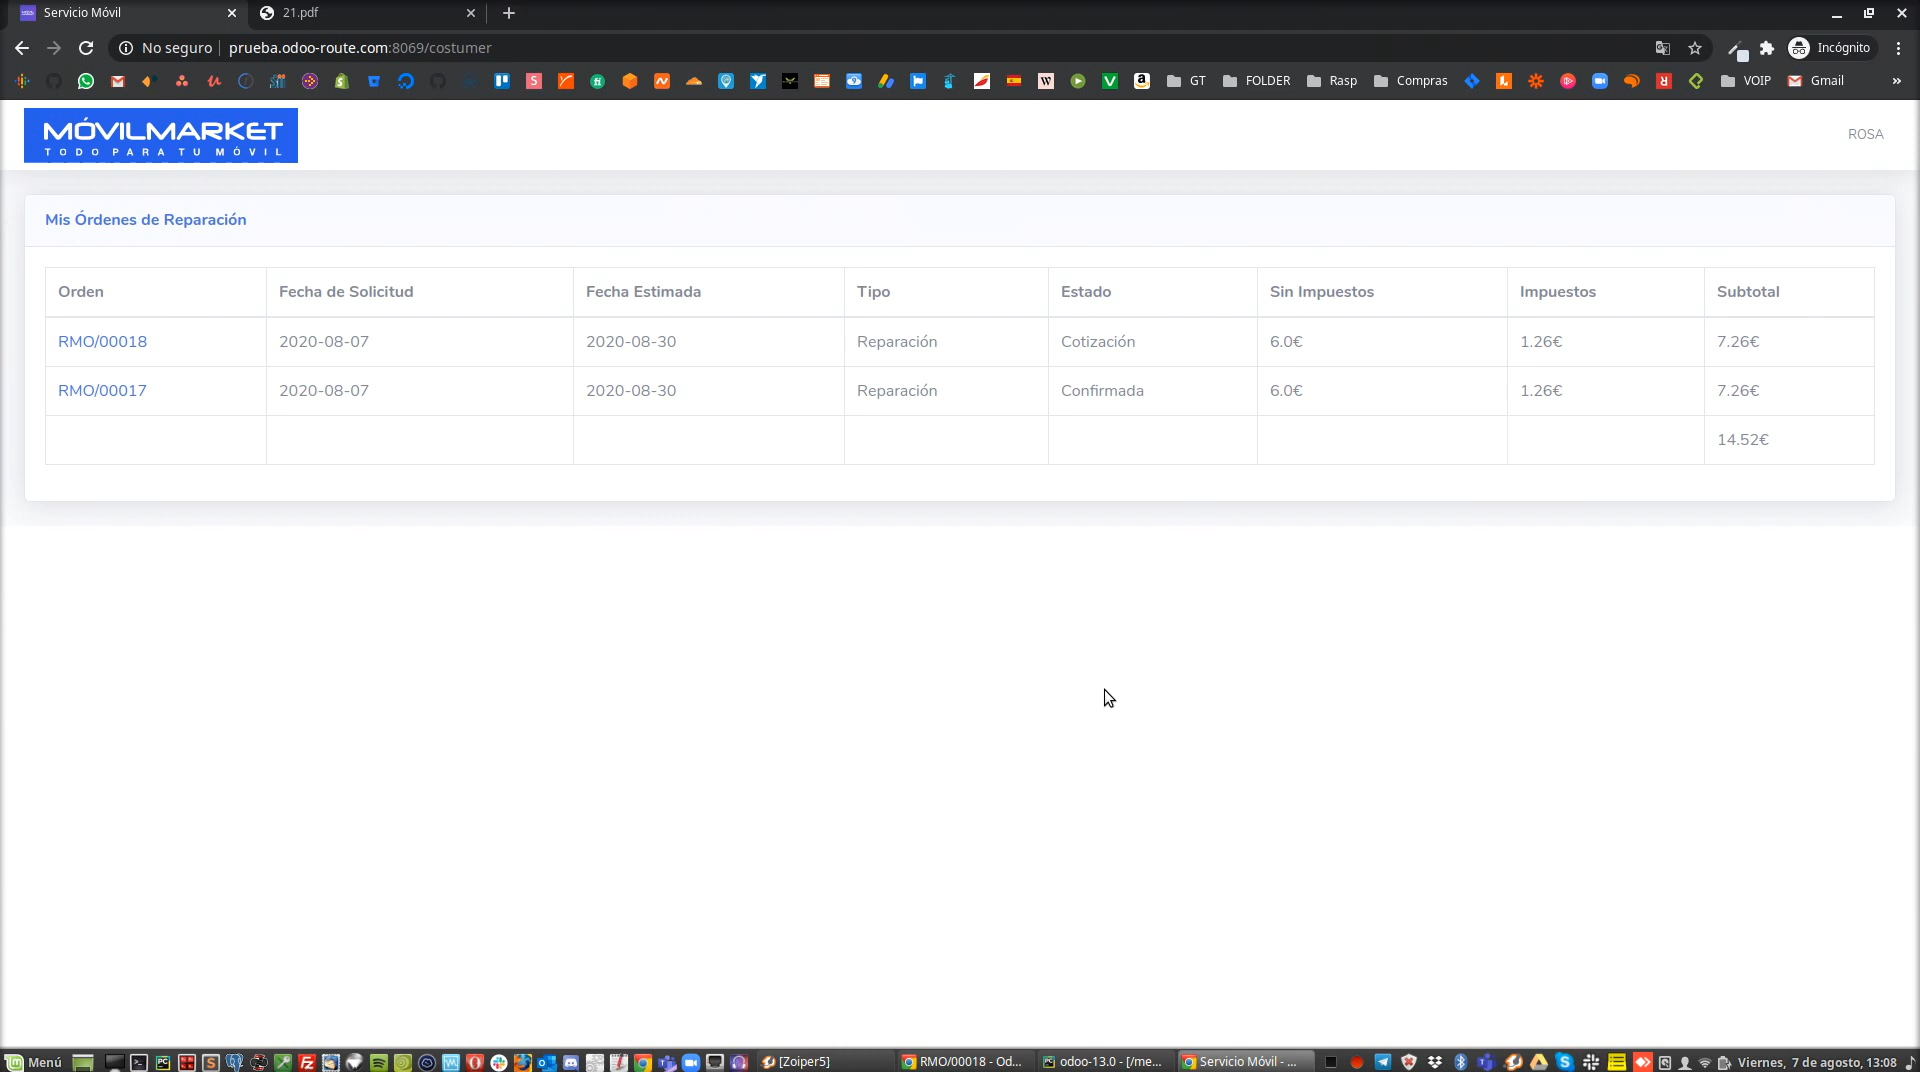 Servicio Móvil
21.pdf
No seguro
prueba.odoo-route.com:8069/costumer
Incógnito
GT
FOLDER
Rasp
Compras
VOIP
Gmail
MÓVILMARKET
TODO PARA TU MÓVIL
ROSA
Mis Órdenes de Reparación
Orden Fecha de Solicitud Fecha Estimada Tipo Estado Sin Impuestos Impuestos Subtotal
RMO/00018 2020-08-07 2020-08-30 Reparación Cotización 6.0€ 1.26€ 7.26€
RMO/00017 2020-08-07 2020-08-30 Reparación Confirmada 6.0€ 1.26€ 7.26€
14.52€
Menú
[Zoiper5]
RMO/00018 - Od...
odoo-13.0 - [/me...
Servicio Móvil - ...
Viernes, 7 de agosto, 13:08